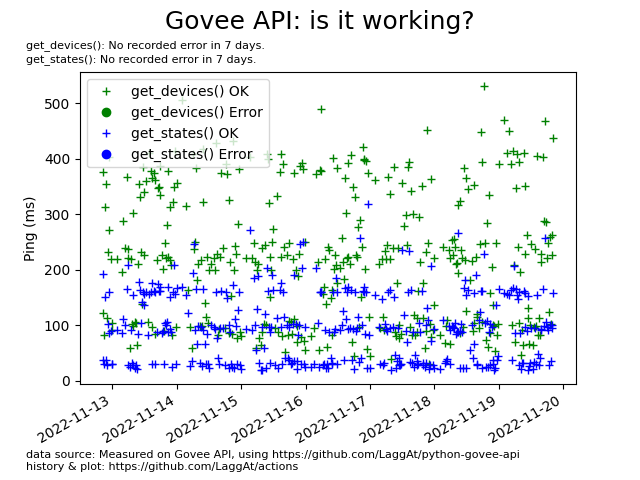 Govee API: is it working?
get_devices(): No recorded error in 7 days.
get_states(): No recorded error in 7 days.
get_devices() OK
get_devices() Error
get_states() OK
get_states() Error
Ping (ms)
500
400
300
200
100
0
2022-11-13
2022-11-14
2022-11-15
2022-11-16
2022-11-17
2022-11-18
2022-11-19
2022-11-20
data source: Measured on Govee API, using https://github.com/LaggAt/python-govee-api
history & plot: https://github.com/LaggAt/actions